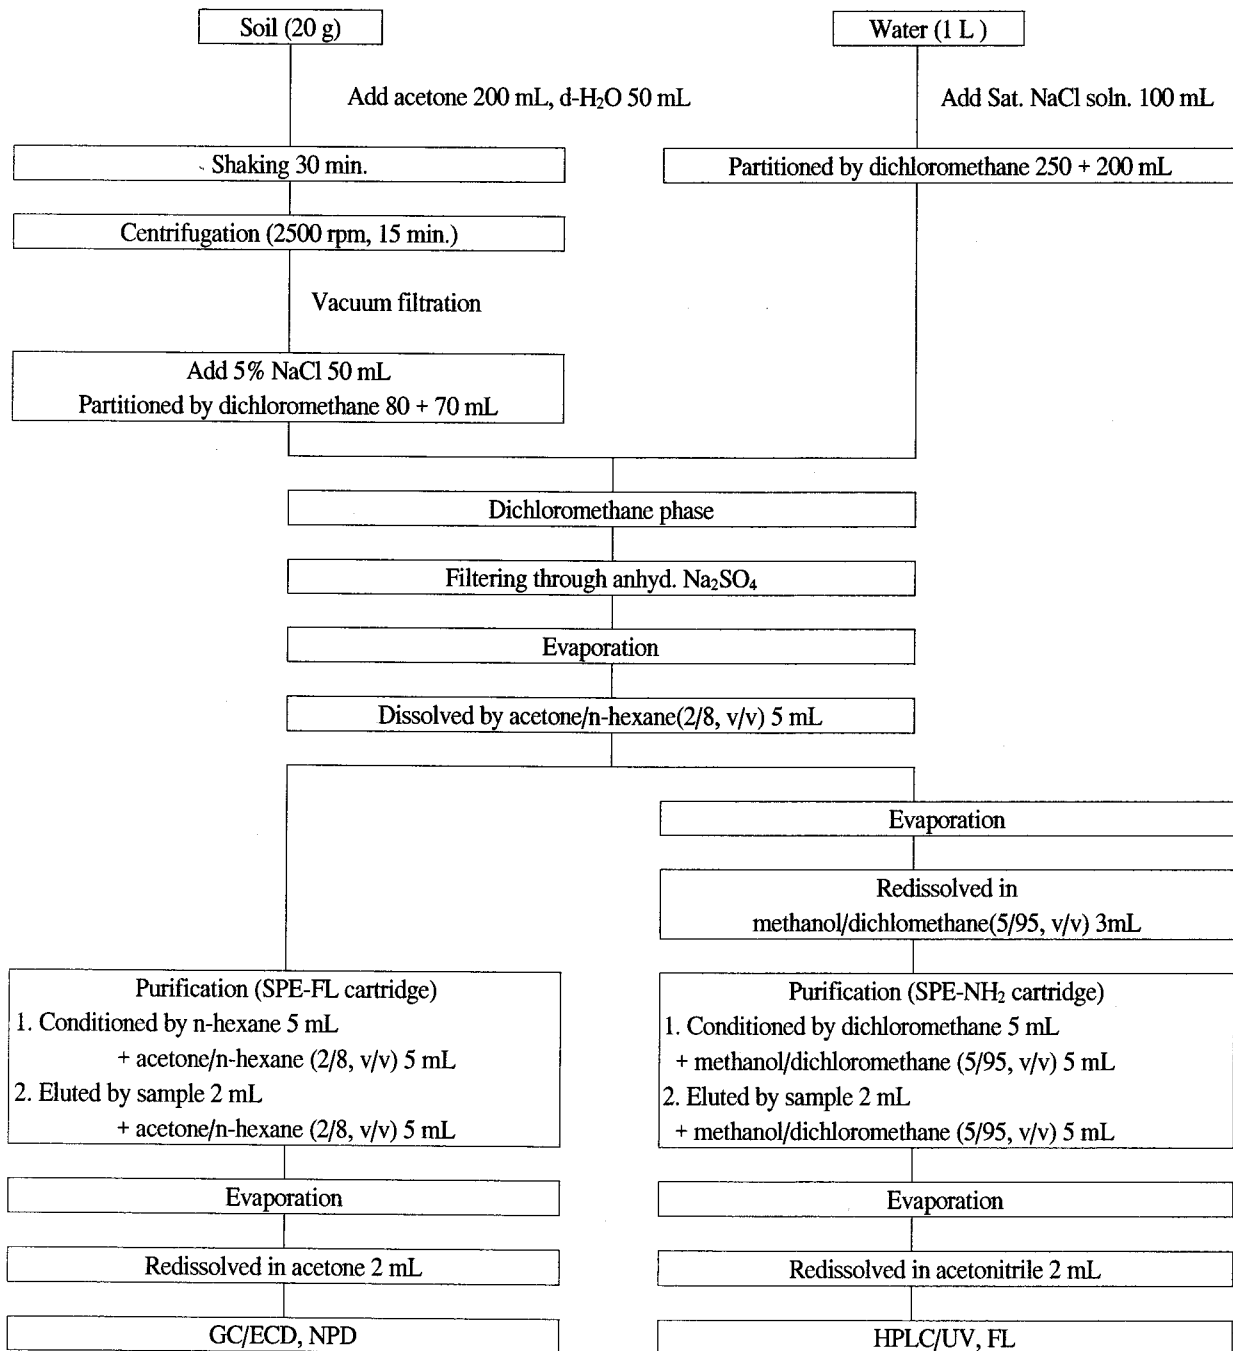 Soil (20 g)
Water (1 L )
Add acetone 200 mL, d-H₂O 50 mL
Add Sat. NaCl soln. 100 mL
Shaking 30 min.
Partitioned by dichloromethane 250 + 200 mL
Centrifugation (2500 rpm, 15 min.)
Vacuum filtration
Add 5% NaCl 50 mL
Partitioned by dichloromethane 80 + 70 mL
Dichloromethane phase
Filtering through anhyd. Na₂SO₄
Evaporation
Dissolved by acetone/n-hexane(2/8, v/v) 5 mL
Evaporation
Redissolved in
methanol/dichlomethane(5/95, v/v) 3mL
Purification (SPE-FL cartridge)
1. Conditioned by n-hexane 5 mL
+ acetone/n-hexane (2/8, v/v) 5 mL
2. Eluted by sample 2 mL
+ acetone/n-hexane (2/8, v/v) 5 mL
Purification (SPE-NH₂ cartridge)
1. Conditioned by dichloromethane 5 mL
+ methanol/dichloromethane (5/95, v/v) 5 mL
2. Eluted by sample 2 mL
+ methanol/dichloromethane (5/95, v/v) 5 mL
Evaporation
Evaporation
Redissolved in acetone 2 mL
Redissolved in acetonitrile 2 mL
GC/ECD, NPD
HPLC/UV, FL